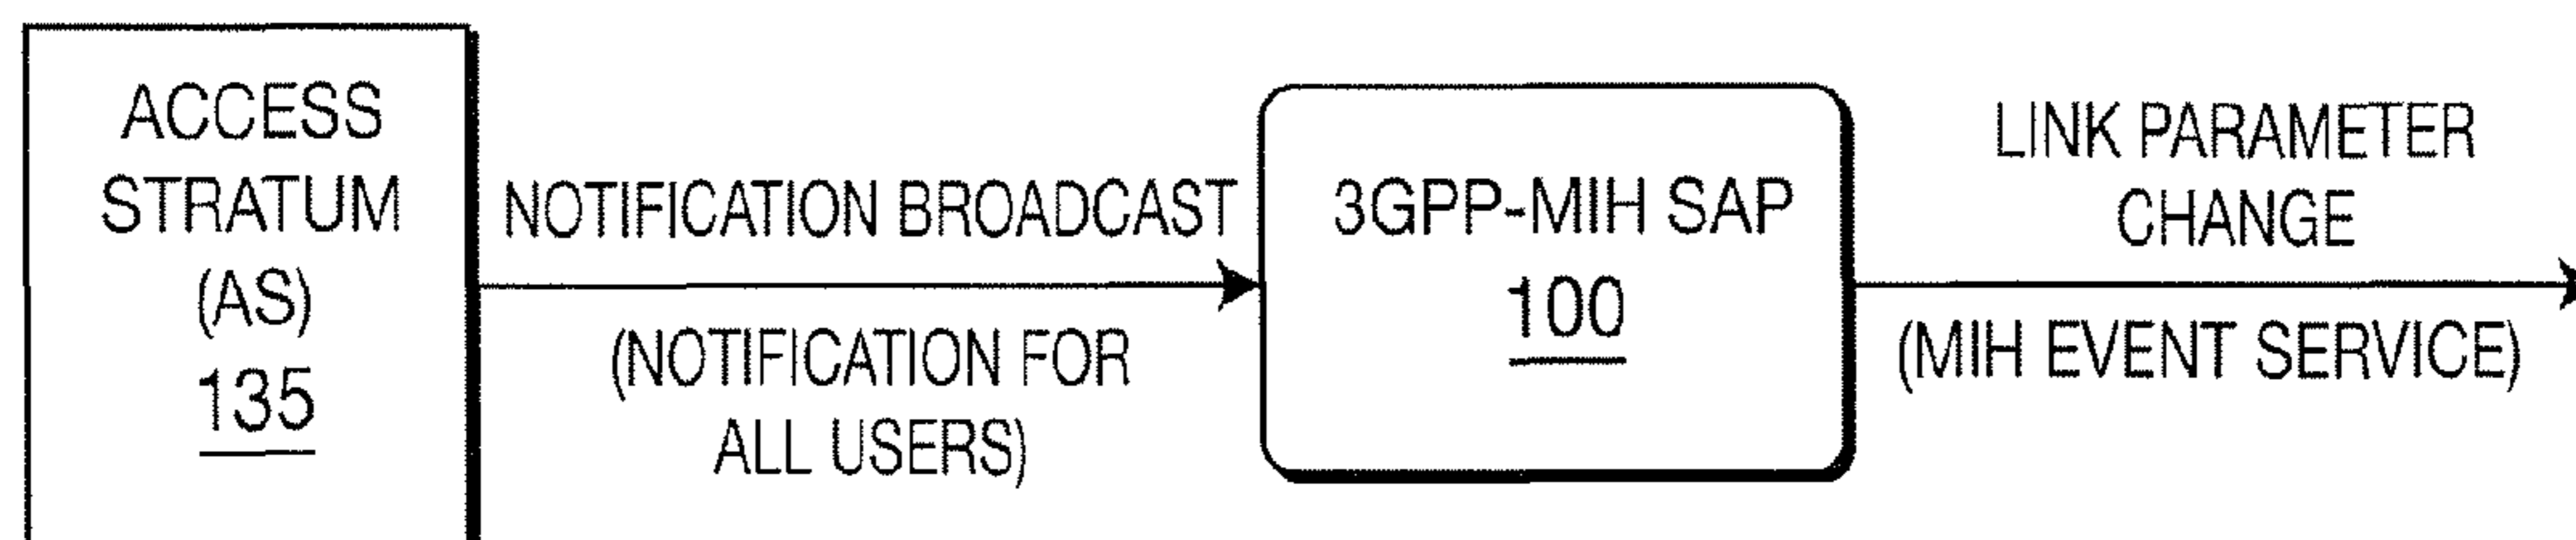 ACCESS
STRATUM
(AS)
135
NOTIFICATION BROADCAST
(NOTIFICATION FOR
ALL USERS)
3GPP-MIH SAP
100
LINK PARAMETER
CHANGE
(MIH EVENT SERVICE)